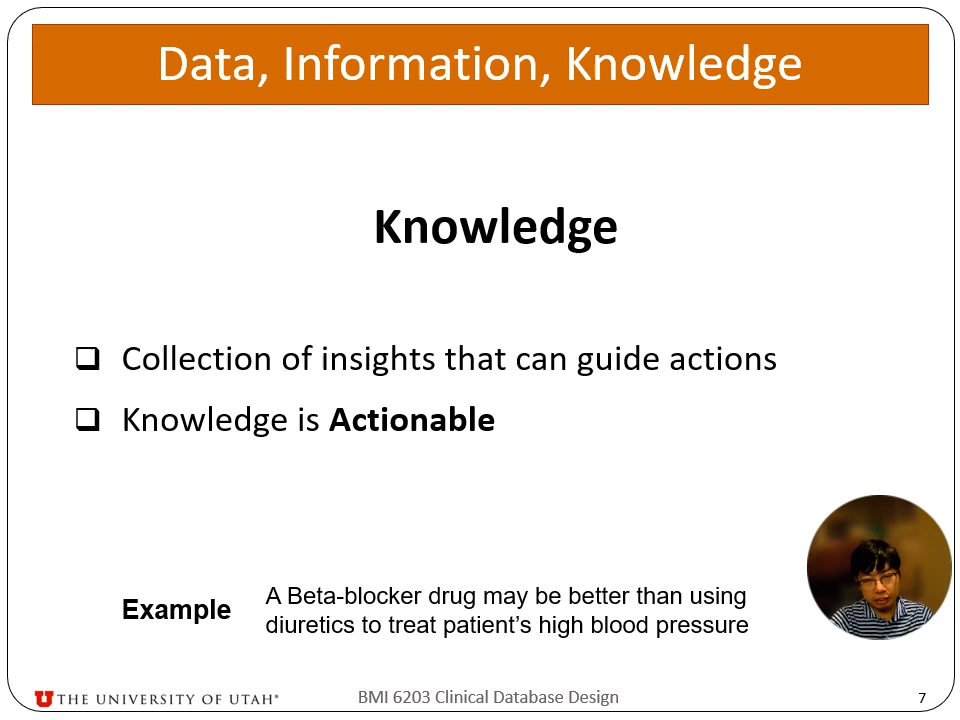 Data, Information, Knowledge
Knowledge
❑ Collection of insights that can guide actions
❑ Knowledge is Actionable
Example
A Beta-blocker drug may be better than using
diuretics to treat patient’s high blood pressure
U THE UNIVERSITY OF UTAH®
BMI 6203 Clinical Database Design
7